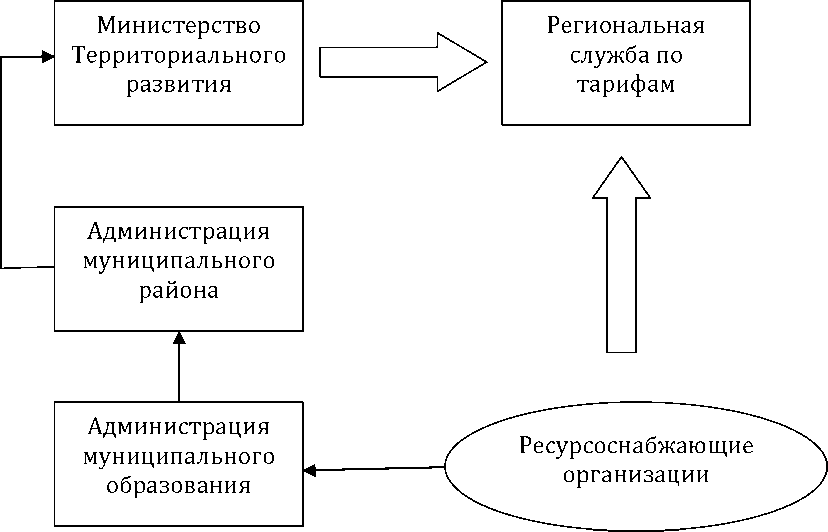 Министерство
Территориального
развития
Региональная
служба по
тарифам
Администрация
муниципального
района
Администрация
муниципального
образования
Ресурсоснабжающие
организации